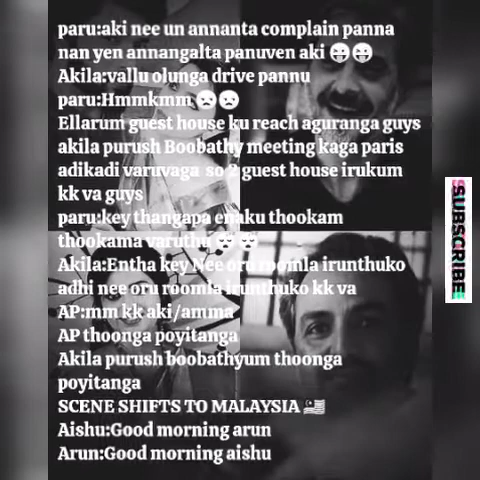 paru:aki nee un annanta complain panna
nan yen annangalta panuven aki 😝😝
Akila:vallu olunga drive pannu
paru:Hmmkmm ☹☹
Ellarum guest house ku reach aguranga guys
akila purush Boobathy meeting kaga paris
adikadi varuvaga so 2 guest house irukum
kk va guys
paru:key thangapa enaku thookam
thookama varuthu 😴😴
Akila:Entha key Nee oru roomla irunthuko
adhi nee oru roomla irunthuko kk va
AP:mm kk aki/amma
AP thoonga poyitanga
Akila purush boobathyum thoonga
poyitanga
SCENE SHIFTS TO MALAYSIA 🇲🇾
Aishu:Good morning arun
Arun:Good morning aishu
SUBSCRIBE